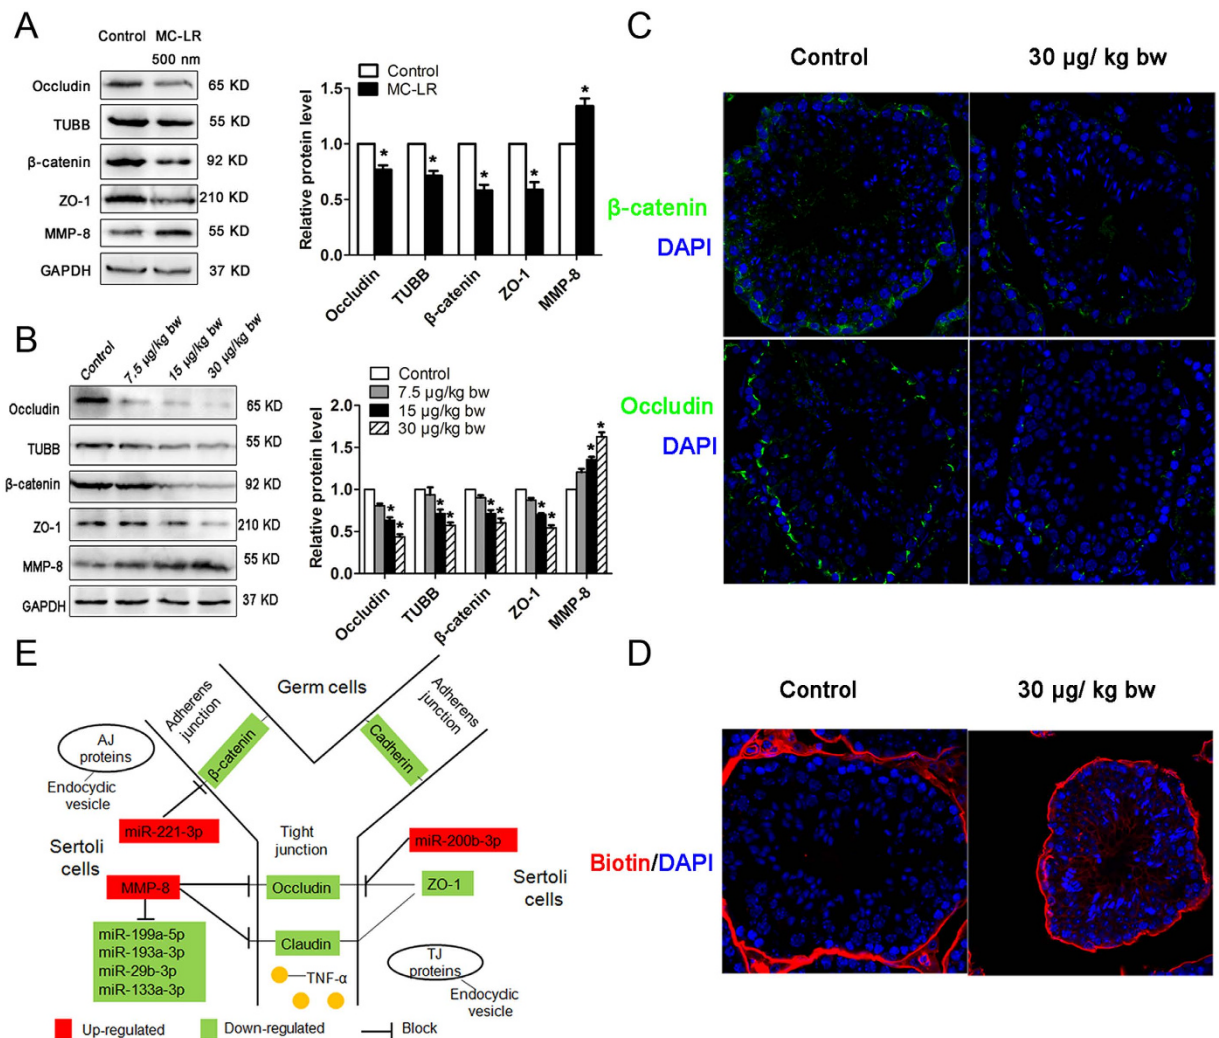 A
Control MC-LR
500 nm
Occludin 65 KD
TUBB 55 KD
β-catenin 92 KD
ZO-1 210 KD
MMP-8 55 KD
GAPDH 37 KD
Control
MC-LR
Relative protein level
1.5
1.0
0.5
0.0
* * * * *
Occludin TUBB β-catenin ZO-1 MMP-8
B
Control 7.5 µg/kg bw 15 µg/kg bw 30 µg/kg bw
Occludin 65 KD
TUBB 55 KD
β-catenin 92 KD
ZO-1 210 KD
MMP-8 55 KD
GAPDH 37 KD
Control
7.5 µg/kg bw
15 µg/kg bw
30 µg/kg bw
Relative protein level
2.0
1.5
1.0
0.5
0.0
* * * * * * * * * *
Occludin TUBB β-catenin ZO-1 MMP-8
C
Control 30 µg/ kg bw
β-catenin
DAPI
Occludin
DAPI
D
Control 30 µg/ kg bw
Biotin/DAPI
E
Germ cells
Adherens
junction
Adherens
junction
β-catenin
Cadherin
AJ
proteins
Endocydic
vesicle
miR-221-3p
Tight
junction
miR-200b-3p
Sertoli
cells
MMP-8
Occludin
ZO-1
Sertoli
cells
Claudin
miR-199a-5p
miR-193a-3p
miR-29b-3p
miR-133a-3p
TNF-α
TJ
proteins
Endocydic
vesicle
Up-regulated Down-regulated Block